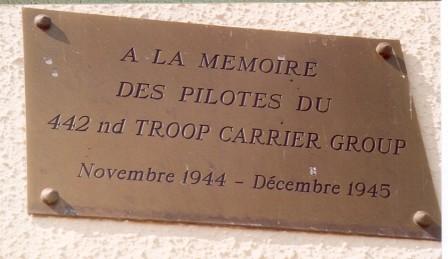 A LA MEMOIRE
DES PILOTES DU
442 nd TROOP CARRIER GROUP
Novembre 1944 - Décembre 1945